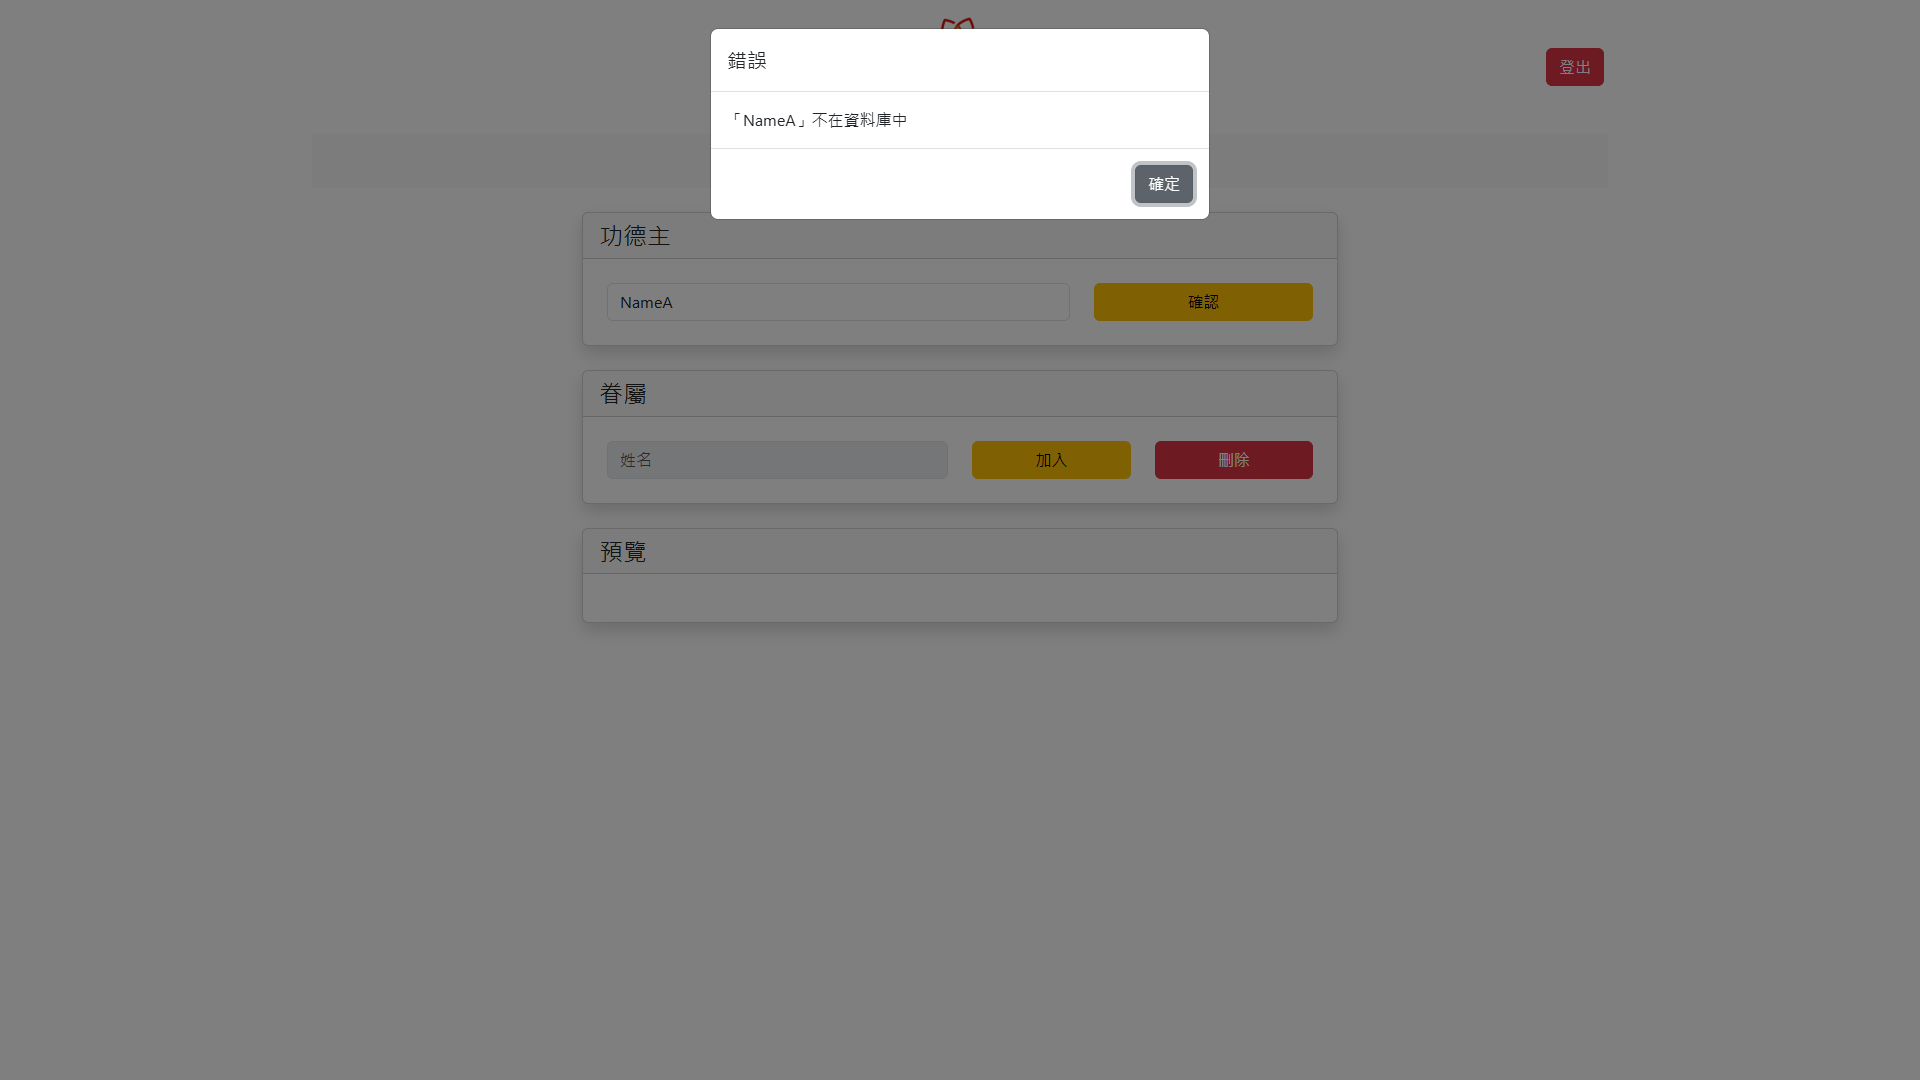 錯誤
登出
「NameA」不在資料庫中
確定
功德主
NameA
確認
眷屬
姓名
加入
刪除
預覽